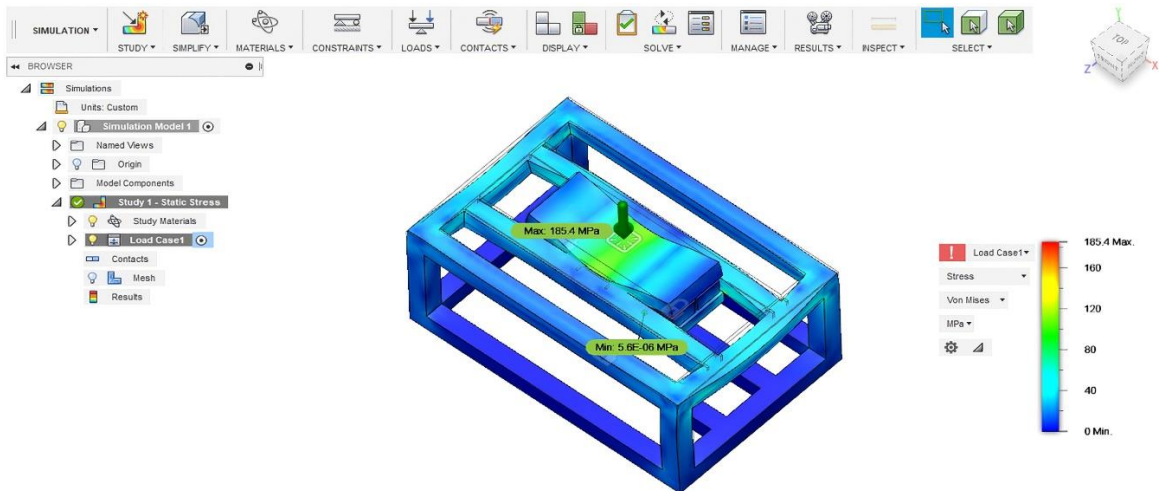 SIMULATION
STUDY
SIMPLIFY
MATERIALS
CONSTRAINTS
LOADS
CONTACTS
DISPLAY
SOLVE
MANAGE
RESULTS
INSPECT
SELECT
BROWSER
Simulations
Units: Custom
Simulation Model 1
Named Views
Origin
Model Components
Study 1 - Static Stress
Study Materials
Load Case1
Contacts
Mesh
Results
Y
TOP
FRONT
Z
X
Max: 185.4 MPa
Min: 5.6E-06 MPa
Load Case1
Stress
Von Mises
MPa
185.4 Max.
160
120
80
40
0 Min.